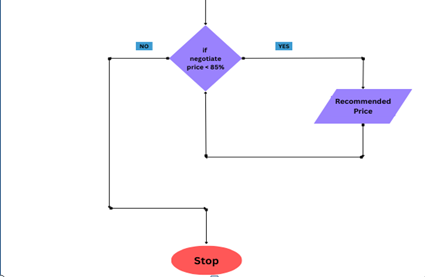 NO
YES
If
negotiate
price < 85%
Recommended
Price
Stop